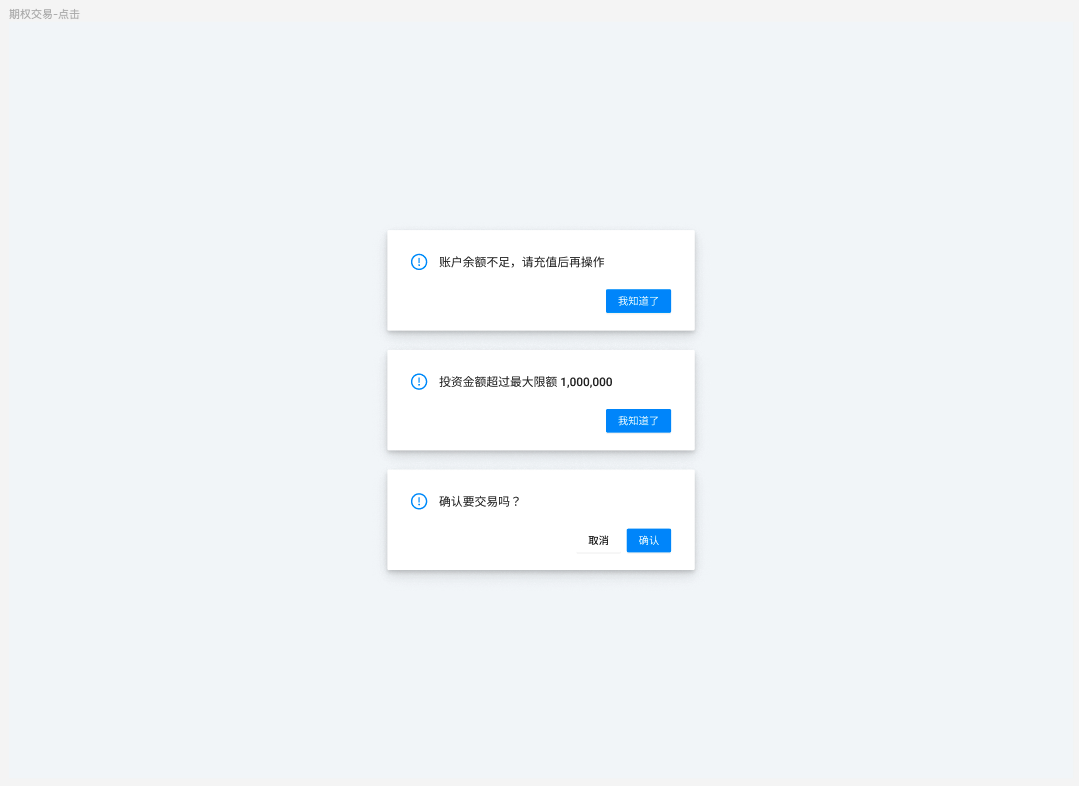 期权交易-点击
账户余额不足，请充值后再操作
我知道了
投资金额超过最大限额 1,000,000
我知道了
确认要交易吗？
取消 确认